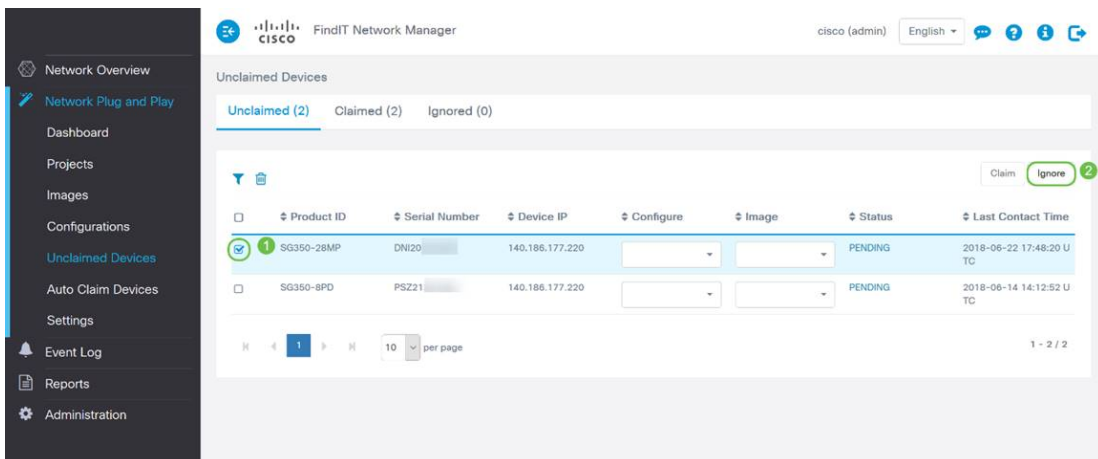 CISCO FindIT Network Manager cisco (admin) English
Network Overview
Network Plug and Play
Dashboard
Projects
Images
Configurations
Unclaimed Devices
Auto Claim Devices
Settings
Event Log
Reports
Administration
Unclaimed Devices
Unclaimed (2) Claimed (2) Ignored (0)
Claim Ignore 2
Product ID Serial Number Device IP Configure Image Status Last Contact Time
1 SG350-28MP DNI20 140.186.177.220 PENDING 2018-06-22 17:48:20 U
TC
SG350-8PD PSZ21 140.186.177.220 PENDING 2018-06-14 14:12:52 U
TC
1 10 per page 1 - 2 / 2